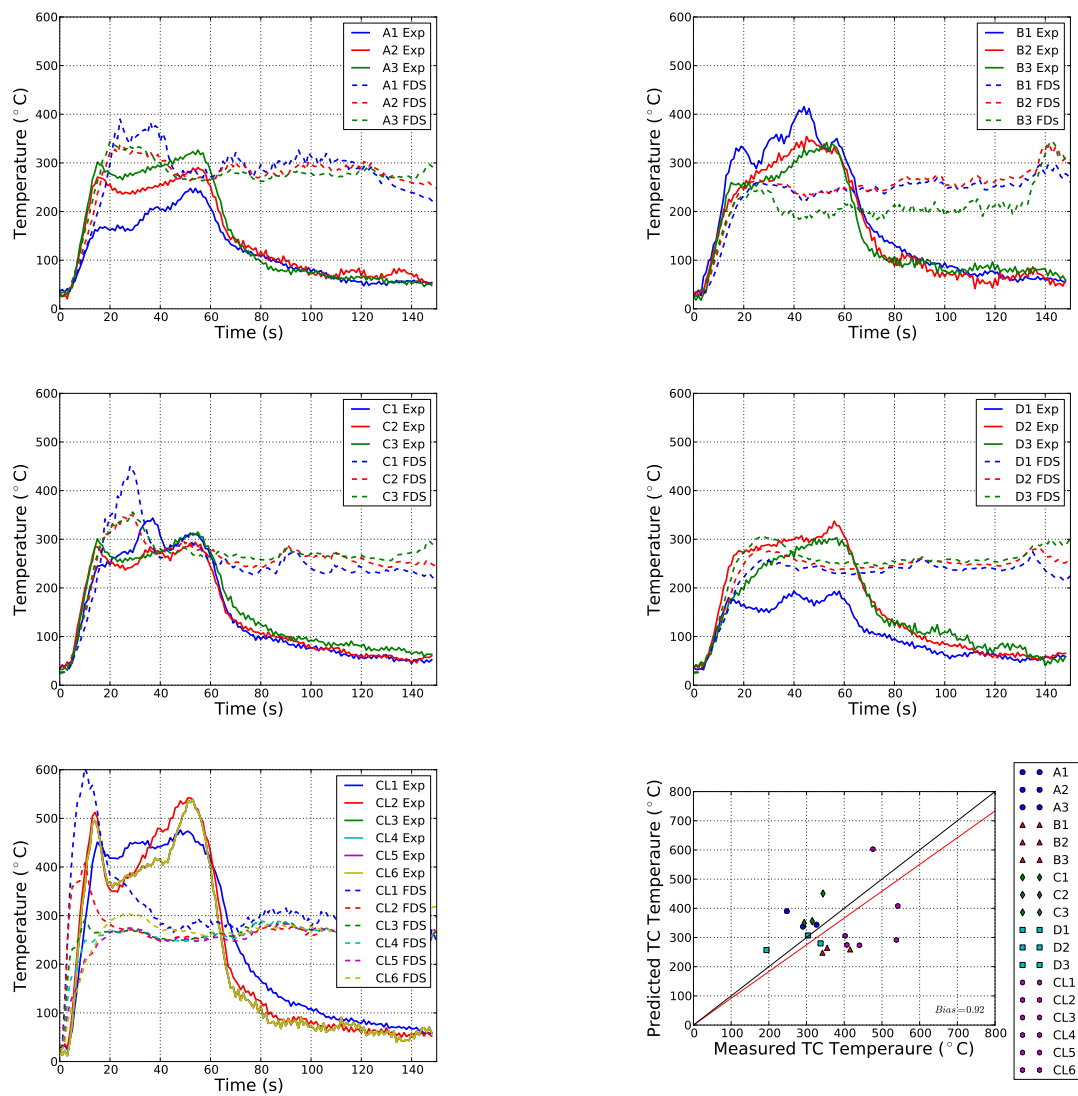 600
500
400
300
200
100
0
0 20 40 60 80 100 120 140
Temperature (°C)
Time (s)
A1 Exp
A2 Exp
A3 Exp
A1 FDS
A2 FDS
A3 FDS
600
500
400
300
200
100
0
0 20 40 60 80 100 120 140
Temperature (°C)
Time (s)
B1 Exp
B2 Exp
B3 Exp
B1 FDS
B2 FDS
B3 FDs
600
500
400
300
200
100
0
0 20 40 60 80 100 120 140
Temperature (°C)
Time (s)
C1 Exp
C2 Exp
C3 Exp
C1 FDS
C2 FDS
C3 FDS
600
500
400
300
200
100
0
0 20 40 60 80 100 120 140
Temperature (°C)
Time (s)
D1 Exp
D2 Exp
D3 Exp
D1 FDS
D2 FDS
D3 FDS
600
500
400
300
200
100
0
0 20 40 60 80 100 120 140
Temperature (°C)
Time (s)
CL1 Exp
CL2 Exp
CL3 Exp
CL4 Exp
CL5 Exp
CL6 Exp
CL1 FDS
CL2 FDS
CL3 FDS
CL4 FDS
CL5 FDS
CL6 FDS
800
700
600
500
400
300
200
100
0
0 100 200 300 400 500 600 700 800
Predicted TC Temperaure (°C)
Measured TC Temperaure (°C)
Bias=0.92
A1
A2
A3
B1
B2
B3
C1
C2
C3
D1
D2
D3
CL1
CL2
CL3
CL4
CL5
CL6